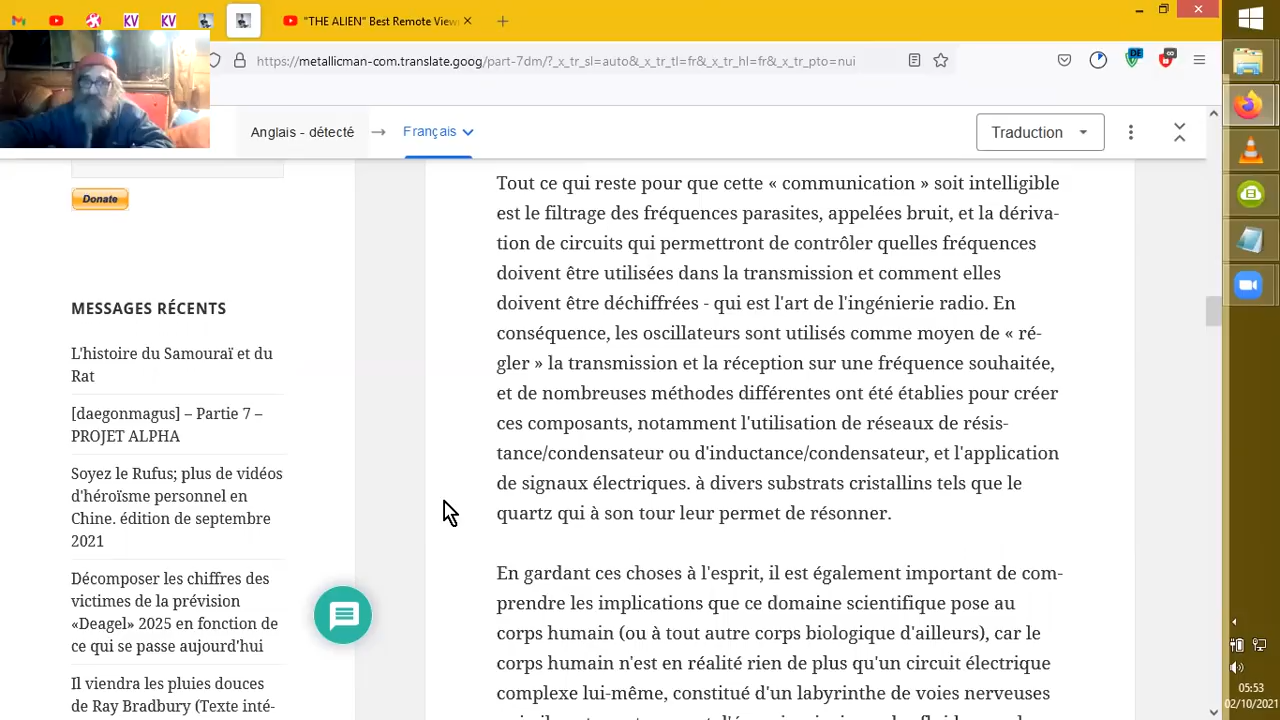 KV
KV
"THE ALIEN" Best Remote View
https://metallicman-com.translate.goog/part-7dm/?_x_tr_sl=auto&_x_tr_tl=fr&_x_tr_hl=fr&_x_tr_pto=nui
DE
Anglais - détecté
Français
Traduction
Donate
MESSAGES RÉCENTS
L'histoire du Samouraï et du
Rat
[daegonmagus] – Partie 7 –
PROJET ALPHA
Soyez le Rufus; plus de vidéos
d'héroïsme personnel en
Chine. édition de septembre
2021
Décomposer les chiffres des
victimes de la prévision
«Deagel» 2025 en fonction de
ce qui se passe aujourd'hui
Il viendra les pluies douces
de Ray Bradbury (Texte inté-
Tout ce qui reste pour que cette « communication » soit intelligible
est le filtrage des fréquences parasites, appelées bruit, et la dériva-
tion de circuits qui permettront de contrôler quelles fréquences
doivent être utilisées dans la transmission et comment elles
doivent être déchiffrées - qui est l'art de l'ingénierie radio. En
conséquence, les oscillateurs sont utilisés comme moyen de « ré-
gler » la transmission et la réception sur une fréquence souhaitée,
et de nombreuses méthodes différentes ont été établies pour créer
ces composants, notamment l'utilisation de réseaux de résis-
tance/condensateur ou d'inductance/condensateur, et l'application
de signaux électriques. à divers substrats cristallins tels que le
quartz qui à son tour leur permet de résonner.
En gardant ces choses à l'esprit, il est également important de com-
prendre les implications que ce domaine scientifique pose au
corps humain (ou à tout autre corps biologique d'ailleurs), car le
corps humain n'est en réalité rien de plus qu'un circuit électrique
complexe lui-même, constitué d'un labyrinthe de voies nerveuses
05:53
02/10/2021